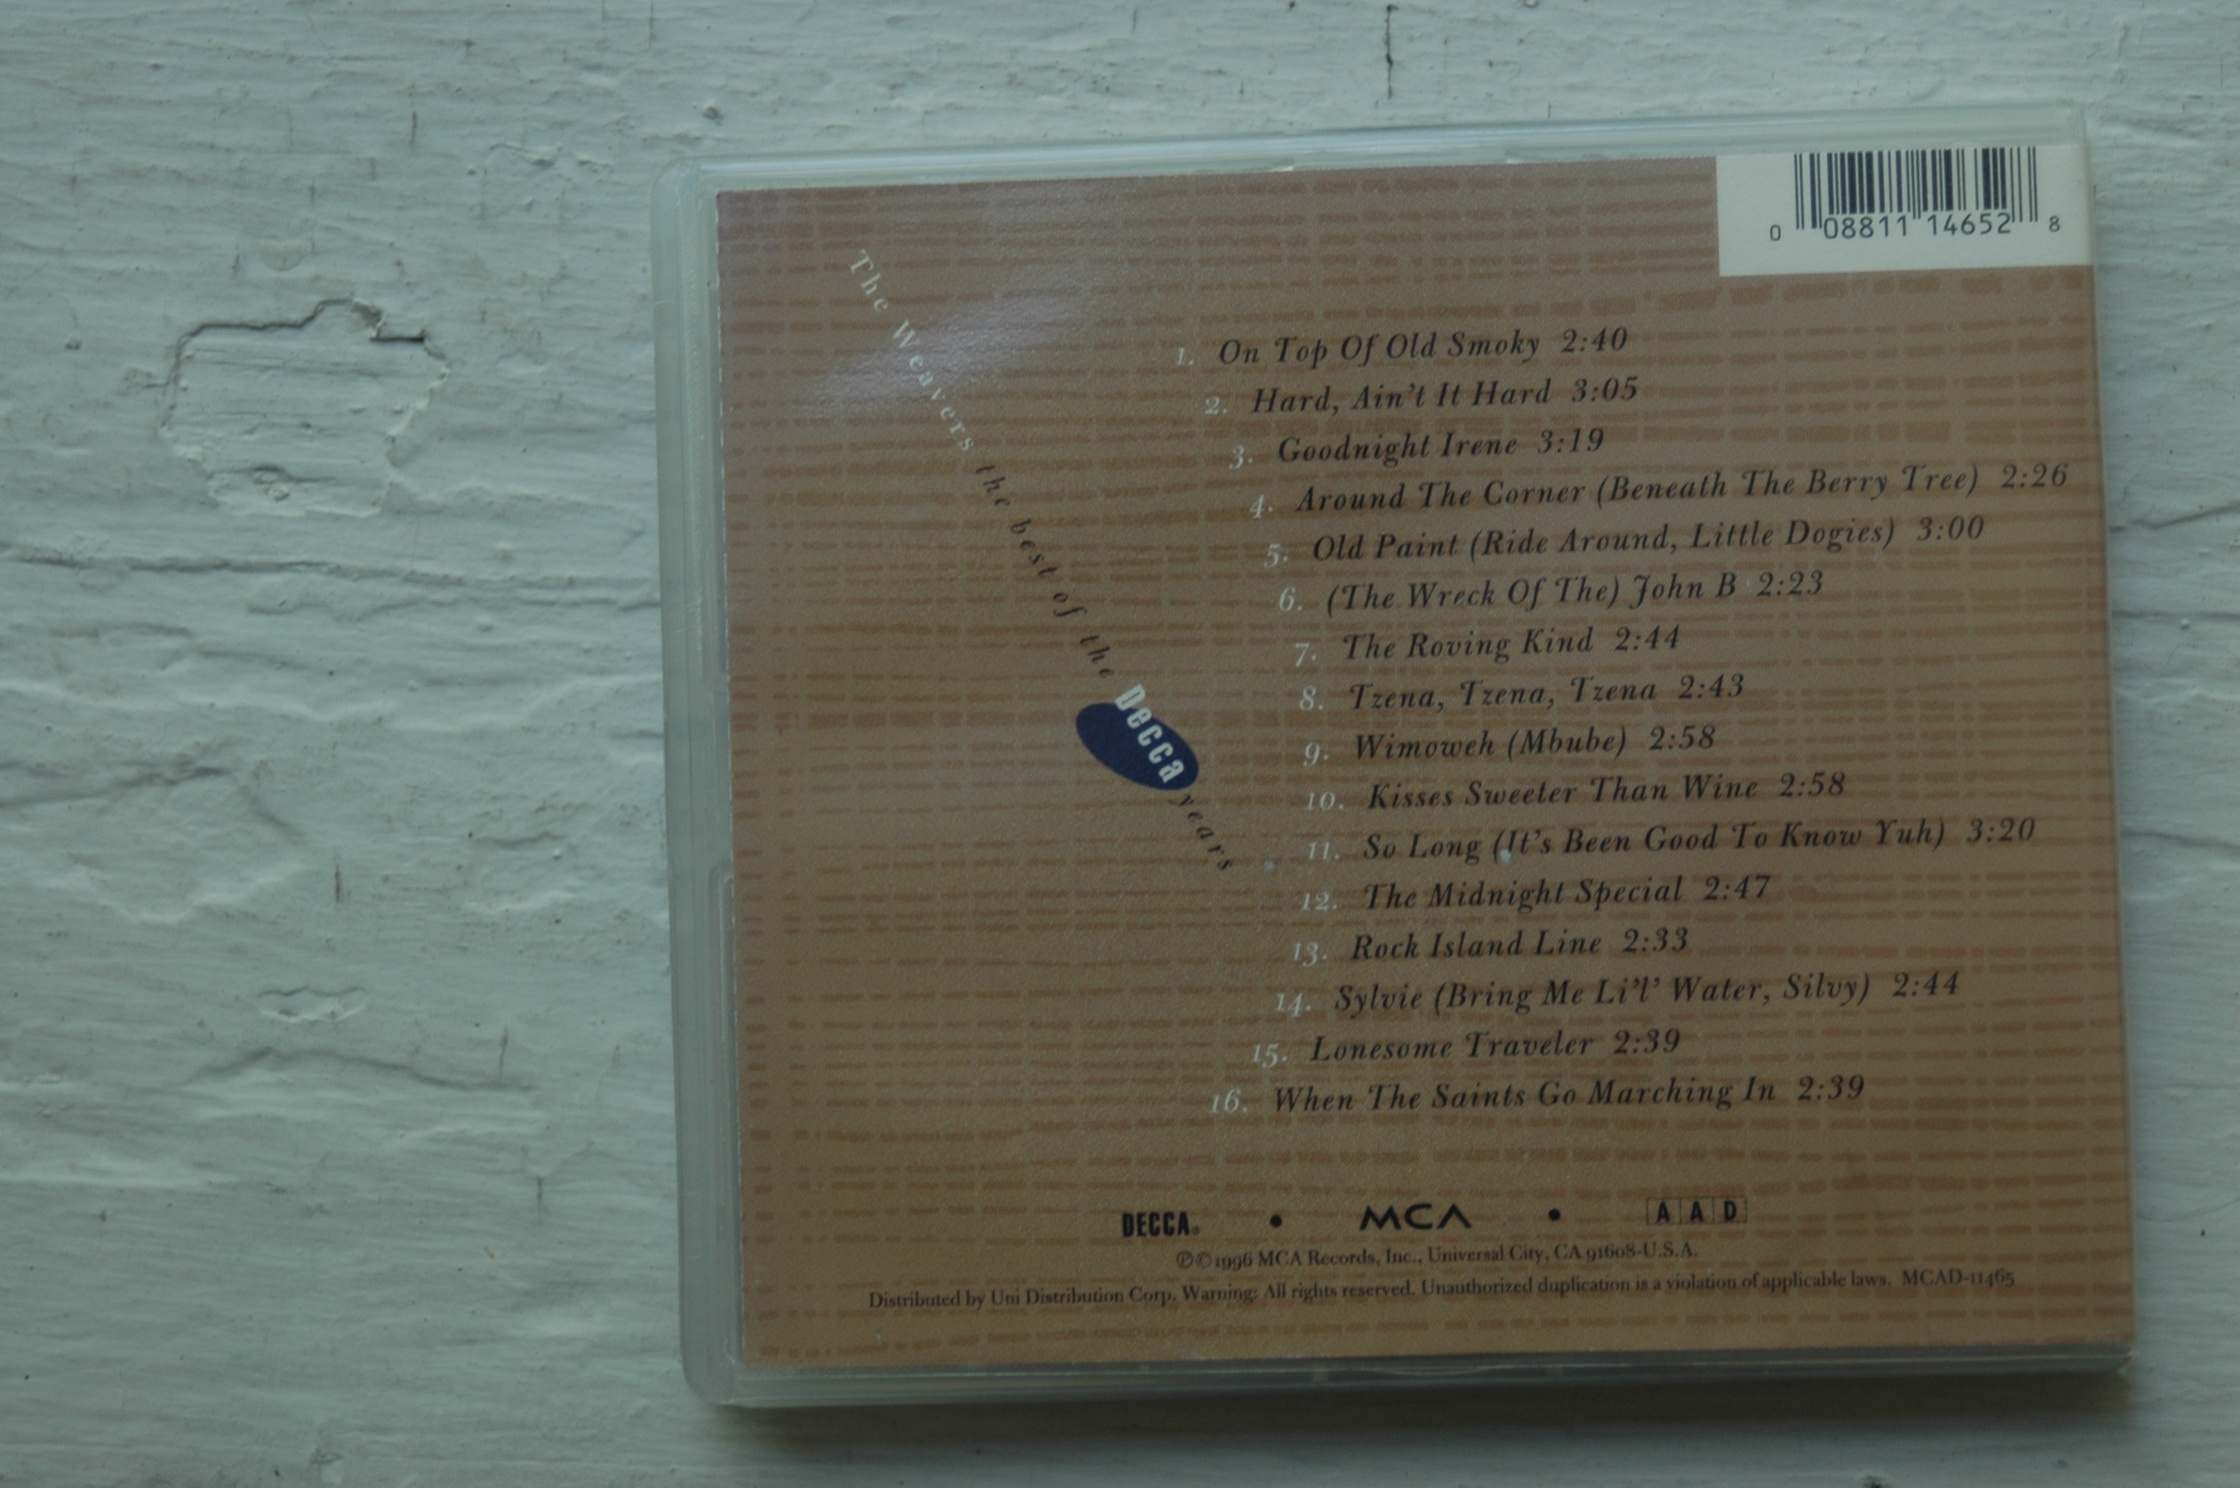 0 08811 14652 8
The Weavers the best of the Decca years
1. On Top Of Old Smoky 2:40
2. Hard, Ain't It Hard 3:05
3. Goodnight Irene 3:19
4. Around The Corner (Beneath The Berry Tree) 2:26
5. Old Paint (Ride Around, Little Dogies) 3:00
6. (The Wreck Of The) John B 2:23
7. The Roving Kind 2:44
8. Tzena, Tzena, Tzena 2:43
9. Wimoweh (Mbube) 2:58
10. Kisses Sweeter Than Wine 2:58
11. So Long (It's Been Good To Know Yuh) 3:20
12. The Midnight Special 2:47
13. Rock Island Line 2:33
14. Sylvie (Bring Me Li'l' Water, Silvy) 2:44
15. Lonesome Traveler 2:39
16. When The Saints Go Marching In 2:39
DECCA® • MCA • AAD
℗©1996 MCA Records, Inc., Universal City, CA 91608-U.S.A.
Distributed by Uni Distribution Corp. Warning: All rights reserved. Unauthorized duplication is a violation of applicable laws. MCAD-11465